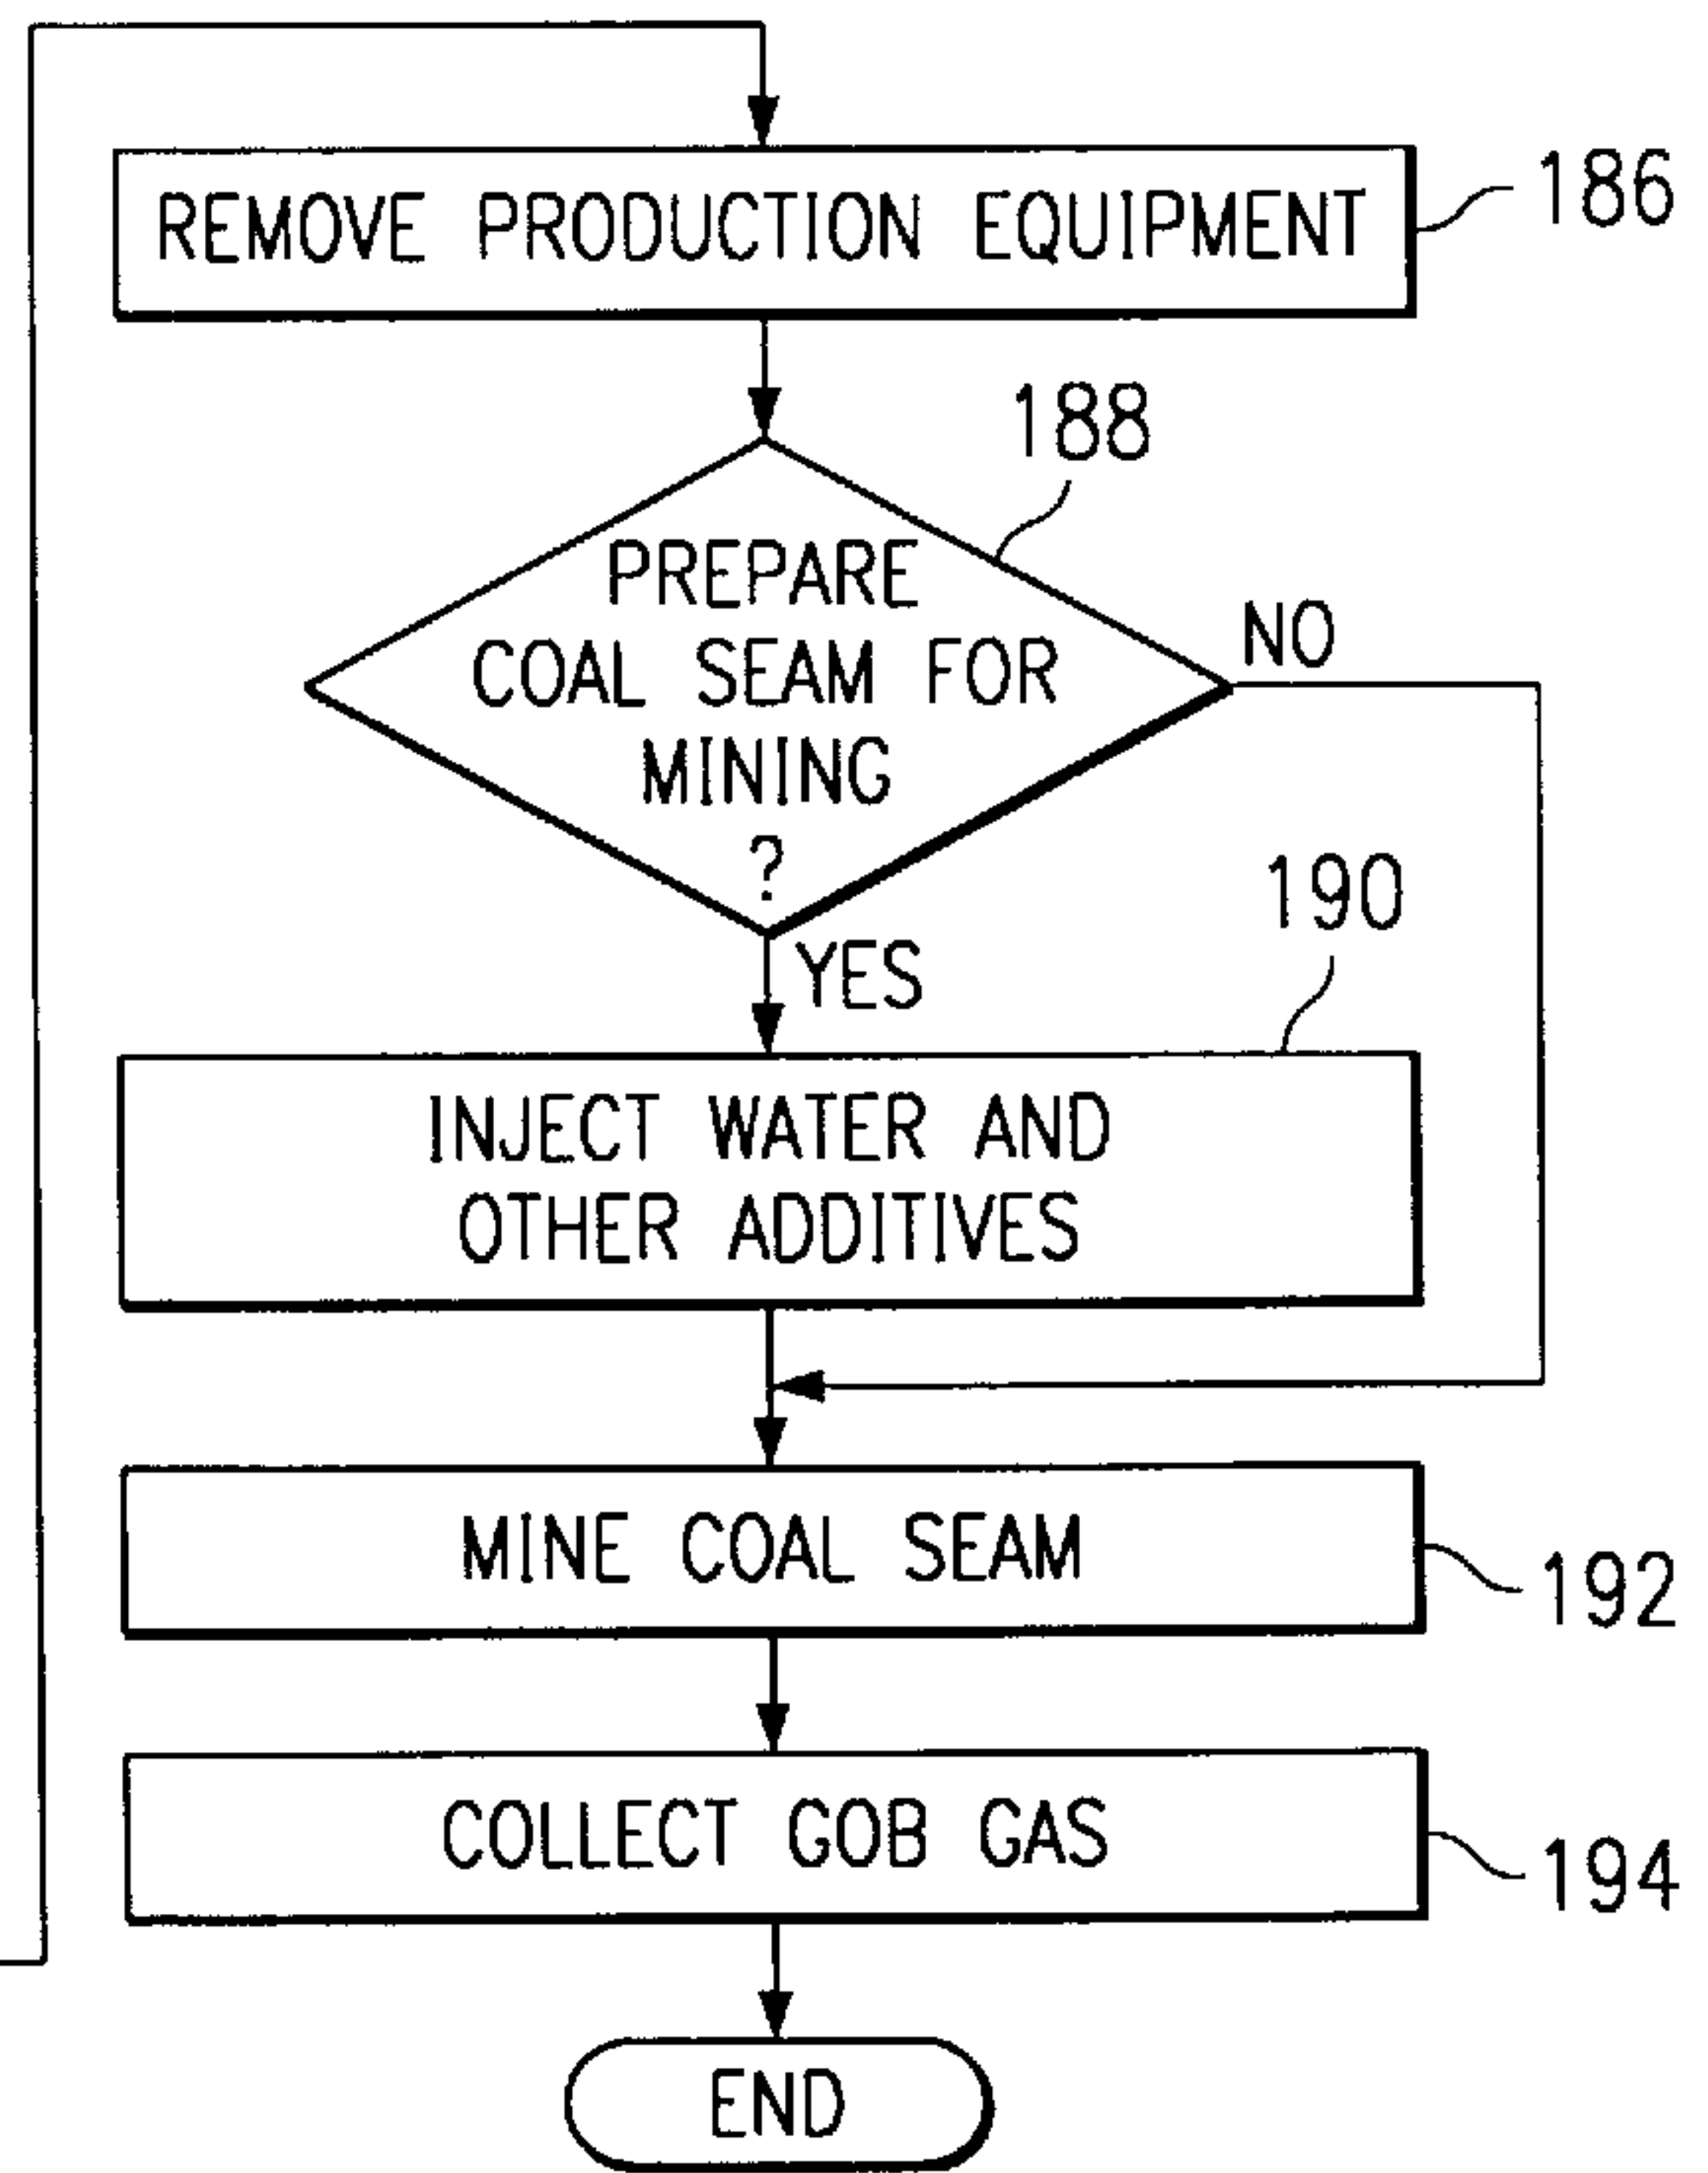 REMOVE PRODUCTION EQUIPMENT
186
188
PREPARE
COAL SEAM FOR
MINING
?
NO
YES
190
INJECT WATER AND
OTHER ADDITIVES
MINE COAL SEAM
192
COLLECT GOB GAS
194
END